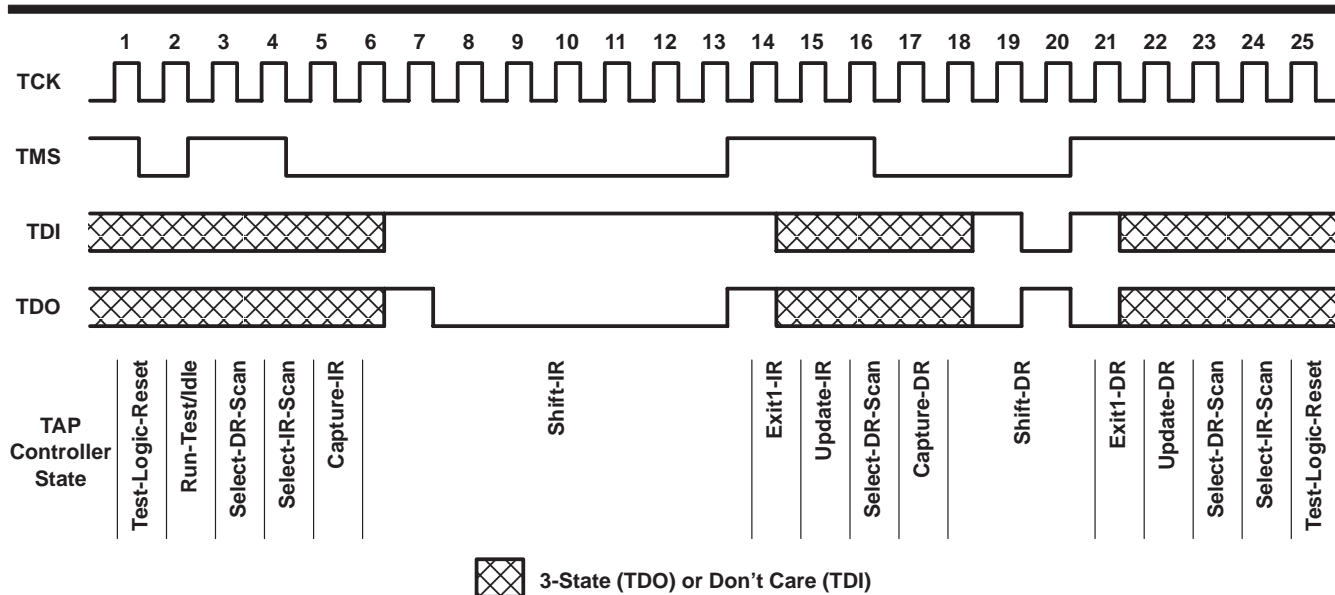 1 2 3 4 5 6 7 8 9 10 11 12 13 14 15 16 17 18 19 20 21 22 23 24 25
TCK
TMS
TDI
TDO
TAP
Controller
State
Test-Logic-Reset
Run-Test/Idle
Select-DR-Scan
Select-IR-Scan
Capture-IR
Shift-IR
Exit1-IR
Update-IR
Select-DR-Scan
Capture-DR
Shift-DR
Exit1-DR
Update-DR
Select-DR-Scan
Select-IR-Scan
Test-Logic-Reset
3-State (TDO) or Don't Care (TDI)